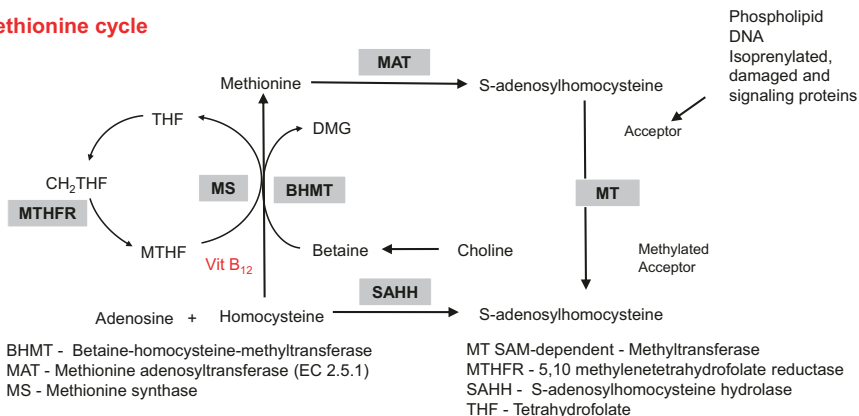 ethionine cycle
Phospholipid
DNA
Isoprenylated,
damaged and
signaling proteins
MAT
Methionine
S-adenosylhomocysteine
THF
DMG
Acceptor
CH₂THF
MS
BHMT
MT
MTHFR
MTHF
Betaine
Choline
Methylated
Acceptor
Vit B₁₂
SAHH
Adenosine + Homocysteine
S-adenosylhomocysteine
BHMT - Betaine-homocysteine-methyltransferase
MAT - Methionine adenosyltransferase (EC 2.5.1)
MS - Methionine synthase
MT SAM-dependent - Methyltransferase
MTHFR - 5,10 methylenetetrahydrofolate reductase
SAHH - S-adenosylhomocysteine hydrolase
THF - Tetrahydrofolate